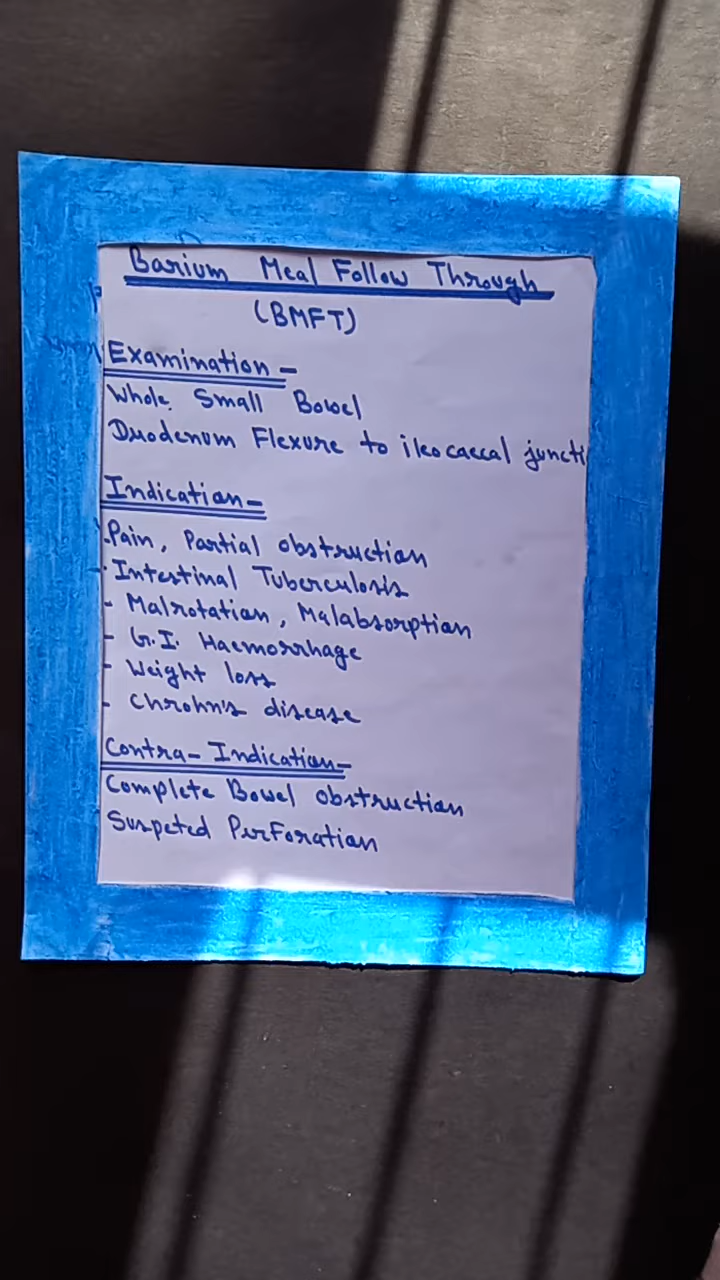 Barium Meal Follow Through
(BMFT)
Examination -
Whole Small Bowel
Duodenum Flexure to ileocaecal juncti
Indication -
Pain, Partial obstruction
· Intestinal Tuberculosis
- Malrotation, Malabsorption
- G.I. Haemorrhage
- Weight loss
- Chrohn's disease
Contra - Indication -
Complete Bowel obstruction
Suspeted Perforation